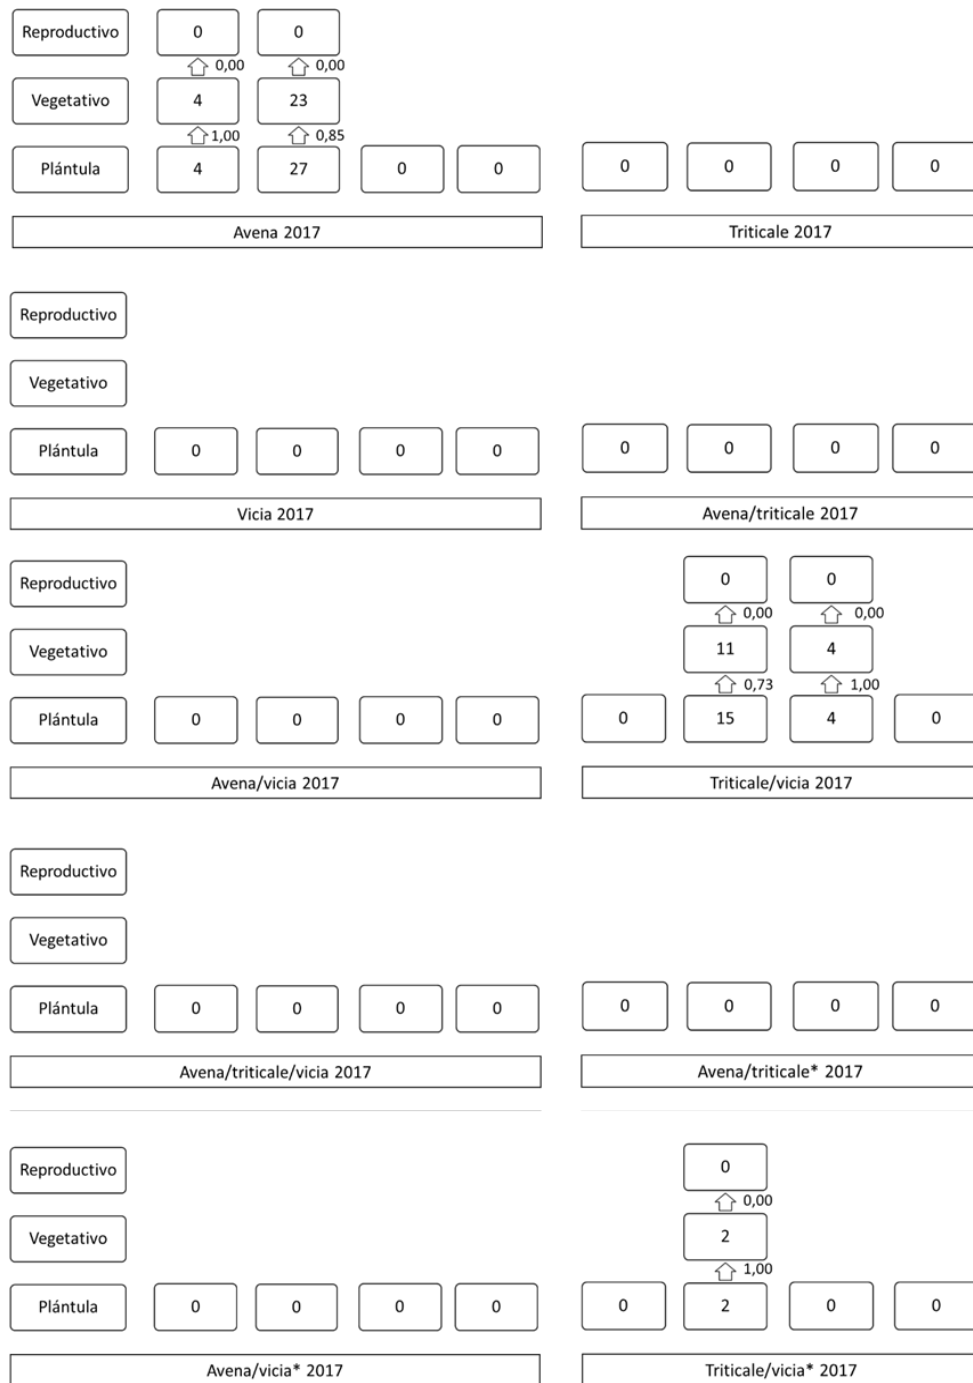 Reproductivo 0 0
0,00 0,00
Vegetativo 4 23
1,00 0,85
Plántula 4 27 0 0 0 0 0 0
Avena 2017 Triticale 2017
Reproductivo
Vegetativo
Plántula 0 0 0 0 0 0 0 0
Vicia 2017 Avena/triticale 2017
Reproductivo 0 0
0,00 0,00
Vegetativo 11 4
0,73 1,00
Plántula 0 0 0 0 0 15 4 0
Avena/vicia 2017 Triticale/vicia 2017
Reproductivo
Vegetativo
Plántula 0 0 0 0 0 0 0 0
Avena/triticale/vicia 2017 Avena/triticale* 2017
Reproductivo 0
0,00
Vegetativo 2
1,00
Plántula 0 0 0 0 0 2 0 0
Avena/vicia* 2017 Triticale/vicia* 2017